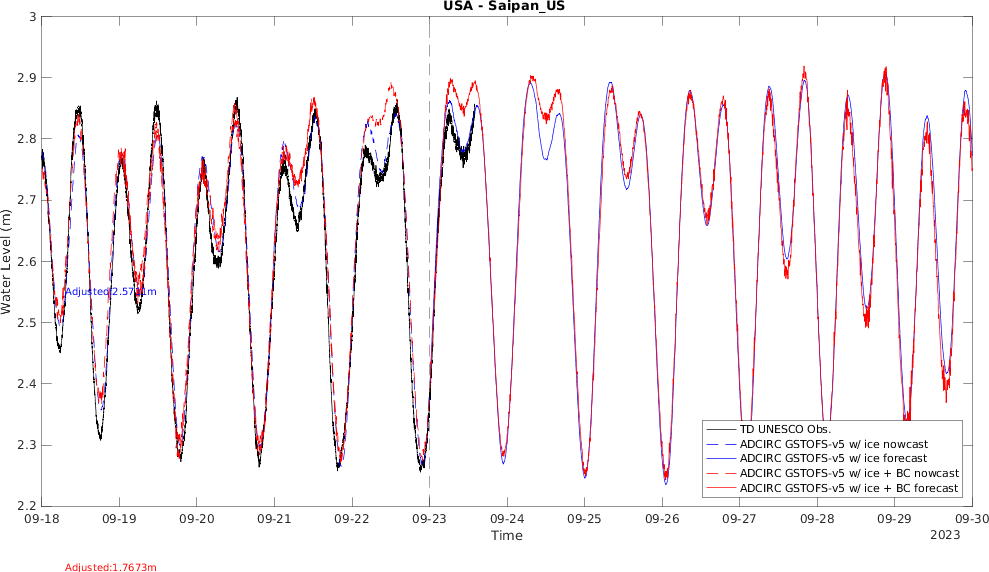 USA - Saipan_US
3
2.9
2.8
2.7
2.6
2.5
2.4
2.3
2.2
Water Level (m)
TD UNESCO Obs.
ADCIRC GSTOFS-v5 w/ ice nowcast
ADCIRC GSTOFS-v5 w/ ice forecast
ADCIRC GSTOFS-v5 w/ ice + BC nowcast
ADCIRC GSTOFS-v5 w/ ice + BC forecast
09-18 09-19 09-20 09-21 09-22 09-23 09-24 09-25 09-26 09-27 09-28 09-29 09-30
Time
2023
Adjusted:1.7673m